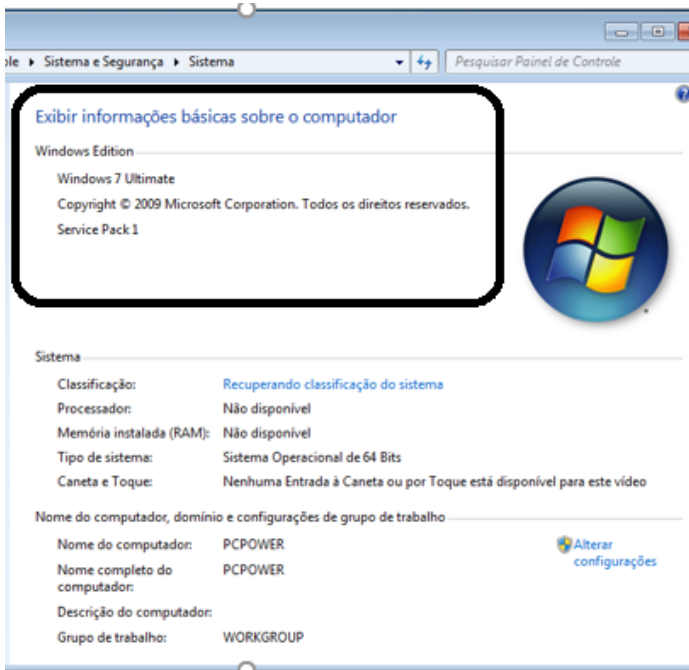 Sistema e Segurança ▸ Sistema
Pesquisar Painel de Controle
Exibir informações básicas sobre o computador
Windows Edition
Windows 7 Ultimate
Copyright © 2009 Microsoft Corporation. Todos os direitos reservados.
Service Pack 1
Sistema
Classificação: Recuperando classificação do sistema
Processador: Não disponível
Memória instalada (RAM): Não disponível
Tipo de sistema: Sistema Operacional de 64 Bits
Caneta e Toque: Nenhuma Entrada à Caneta ou por Toque está disponível para este vídeo
Nome do computador, domínio e configurações de grupo de trabalho
Nome do computador: PCPOWER
Alterar
configurações
Nome completo do
computador: PCPOWER
Descrição do computador:
Grupo de trabalho: WORKGROUP